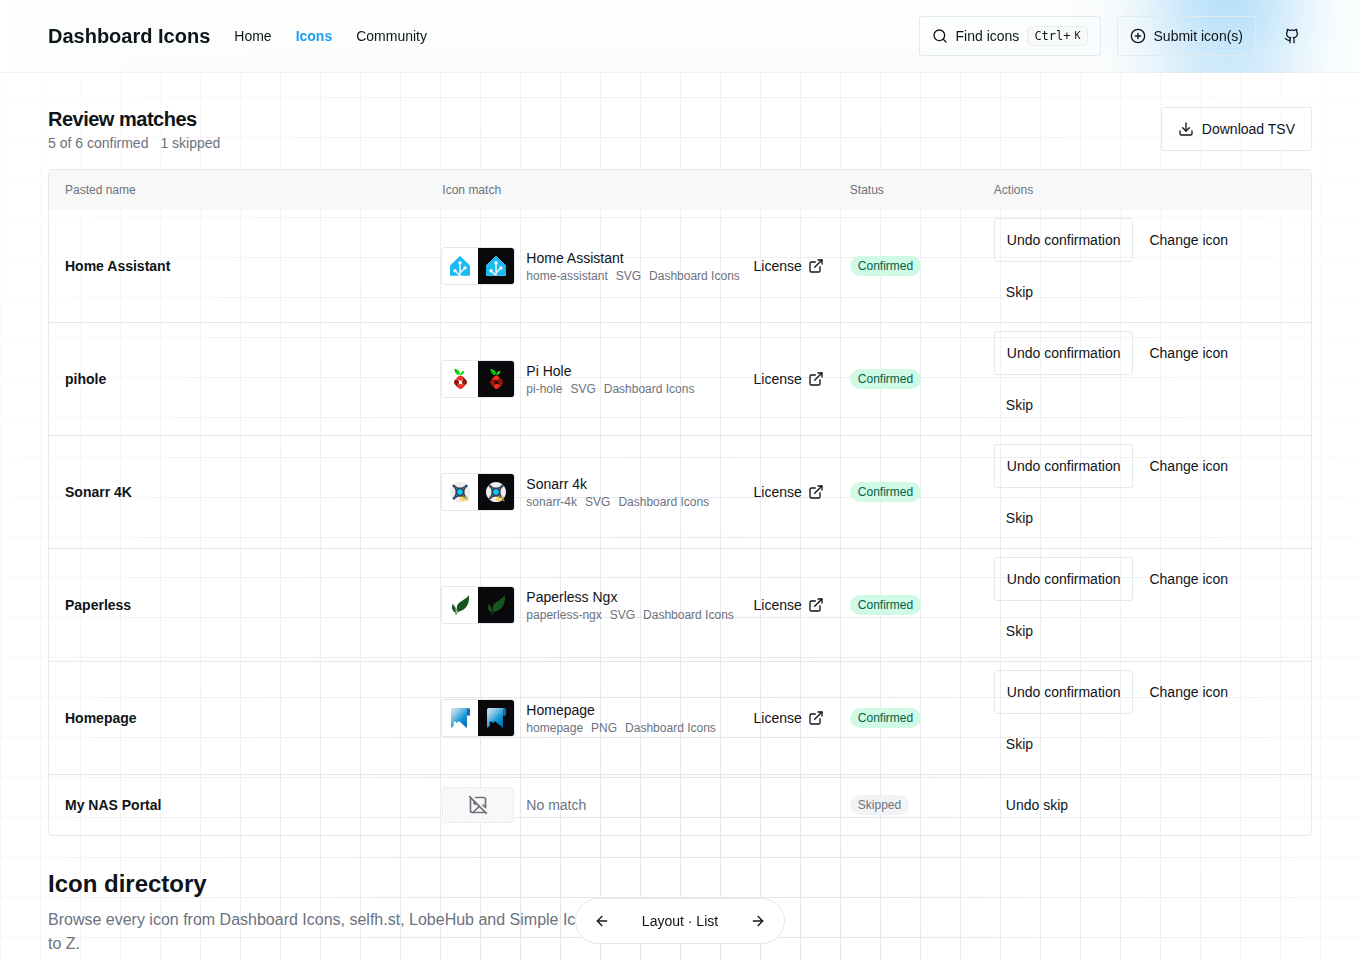 Dashboard Icons Home Icons Community Find icons Ctrl+ K Submit icon(s)
Review matches
5 of 6 confirmed 1 skipped
Download TSV
Pasted name Icon match Status Actions
Home Assistant
Home Assistant
home-assistant SVG Dashboard Icons
License
Confirmed
Undo confirmation Change icon
Skip
pihole
Pi Hole
pi-hole SVG Dashboard Icons
License
Confirmed
Undo confirmation Change icon
Skip
Sonarr 4K
Sonarr 4k
sonarr-4k SVG Dashboard Icons
License
Confirmed
Undo confirmation Change icon
Skip
Paperless
Paperless Ngx
paperless-ngx SVG Dashboard Icons
License
Confirmed
Undo confirmation Change icon
Skip
Homepage
Homepage
homepage PNG Dashboard Icons
License
Confirmed
Undo confirmation Change icon
Skip
My NAS Portal
No match
Skipped
Undo skip
Icon directory
Browse every icon from Dashboard Icons, selfh.st, LobeHub and Simple Ic
to Z.
Layout · List